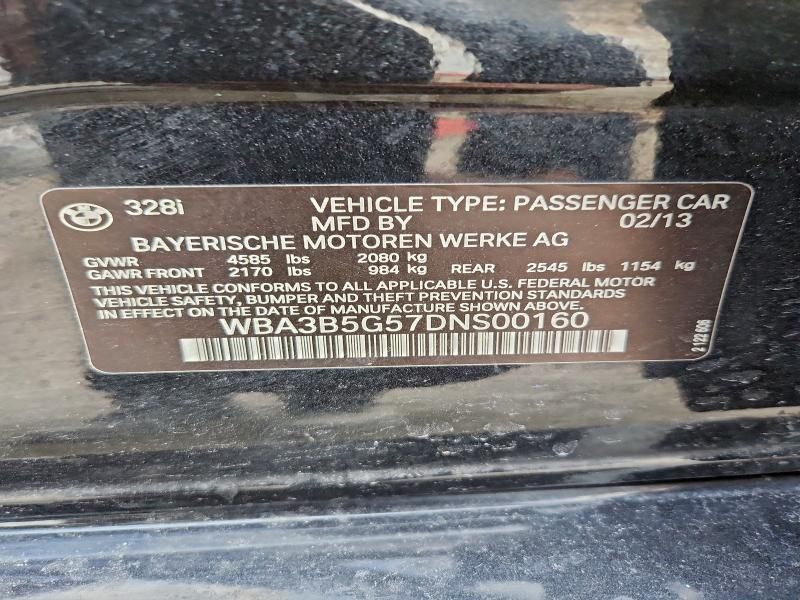 328i VEHICLE TYPE: PASSENGER CAR
MFD BY 02/13
BAYERISCHE MOTOREN WERKE AG
GVWR 4585 lbs 2080 kg
GAWR FRONT 2170 lbs 984 kg REAR 2545 lbs 1154 kg
THIS VEHICLE CONFORMS TO ALL APPLICABLE U.S. FEDERAL MOTOR
VEHICLE SAFETY, BUMPER AND THEFT PREVENTION STANDARDS
IN EFFECT ON THE DATE OF MANUFACTURE SHOWN ABOVE.
WBA3B5G57DNS00160